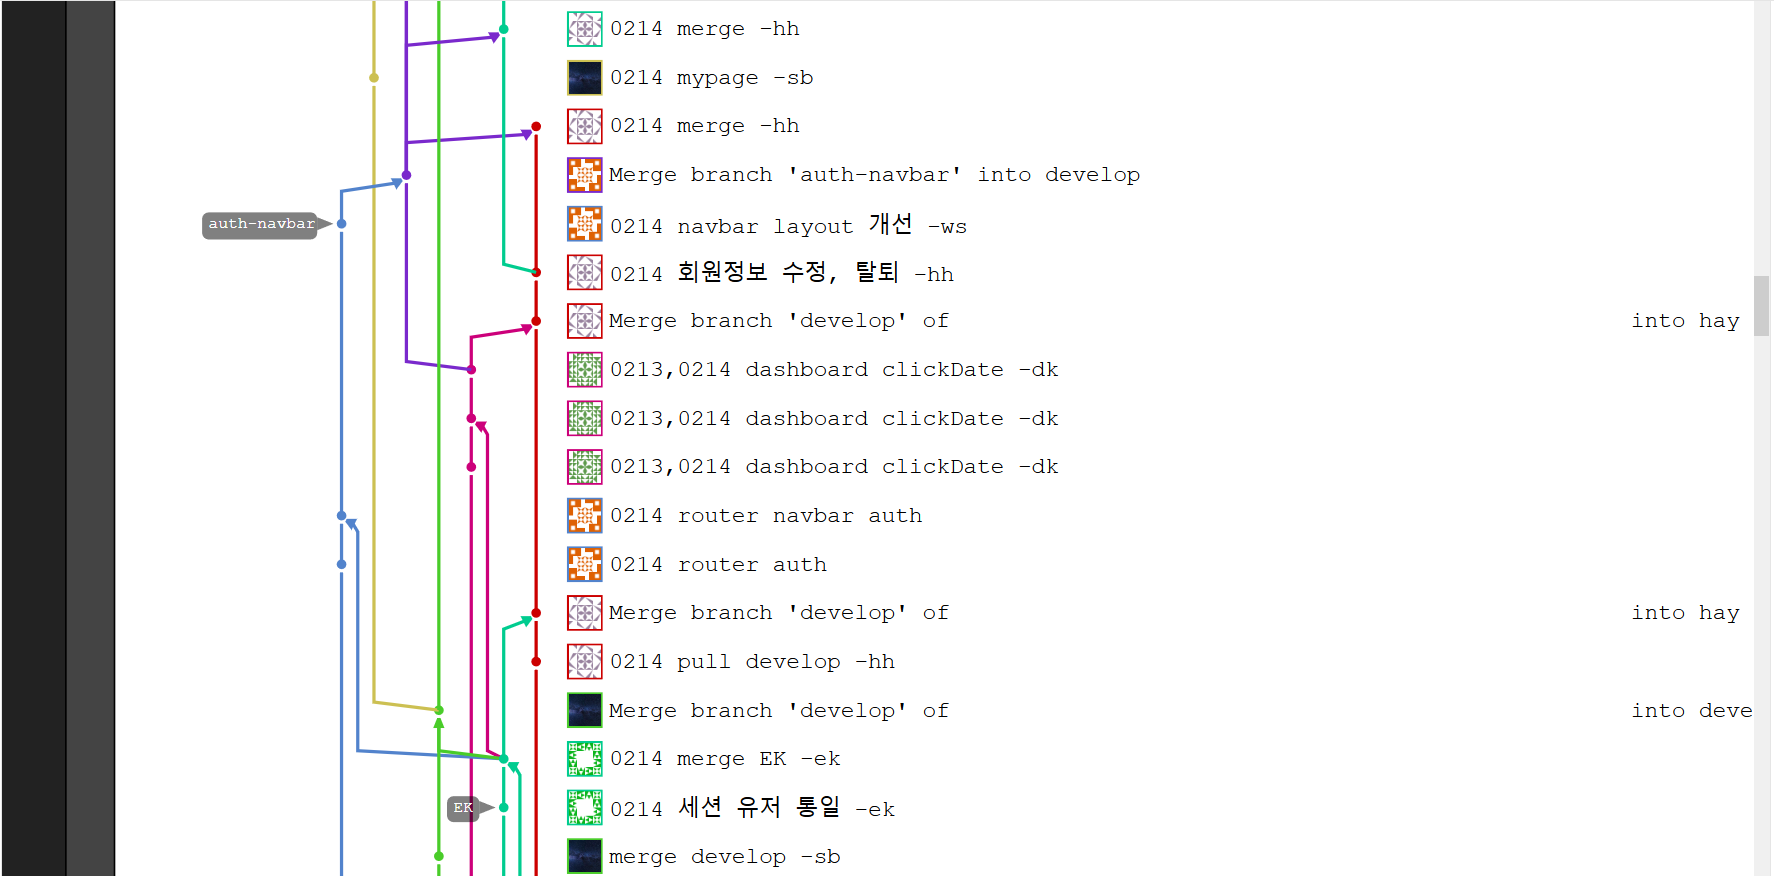 0214 merge -hh
0214 mypage -sb
0214 merge -hh
Merge branch 'auth-navbar' into develop
auth-navbar
0214 navbar layout 개선 -ws
0214 회원정보 수정, 탈퇴 -hh
Merge branch 'develop' of into hay
0213,0214 dashboard clickDate -dk
0213,0214 dashboard clickDate -dk
0213,0214 dashboard clickDate -dk
0214 router navbar auth
0214 router auth
Merge branch 'develop' of into hay
0214 pull develop -hh
Merge branch 'develop' of into deve
0214 merge EK -ek
EK
0214 세션 유저 통일 -ek
merge develop -sb